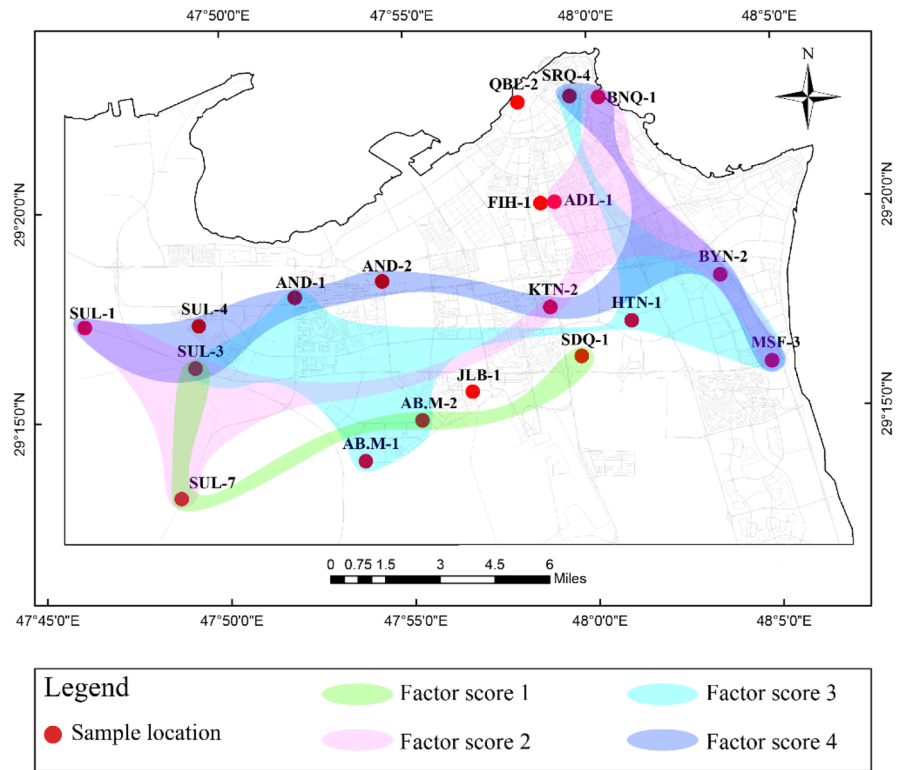 47°50'0"E 47°55'0"E 48°0'0"E 48°5'0"E
N
SRQ-4
QBL-2
BNQ-1
29°20'0"N
29°20'0"N
FIH-1 ADL-1
BYN-2
AND-2
AND-1
KTN-2
HTN-1
SUL-1 SUL-4
SDQ-1
MSF-3
SUL-3
JLB-1
AB.M-2
29°15'0"N
29°15'0"N
AB.M-1
SUL-7
0 0.75 1.5 3 4.5 6
Miles
47°45'0"E 47°50'0"E 47°55'0"E 48°0'0"E 48°5'0"E
Legend
Sample location
Factor score 1
Factor score 2
Factor score 3
Factor score 4